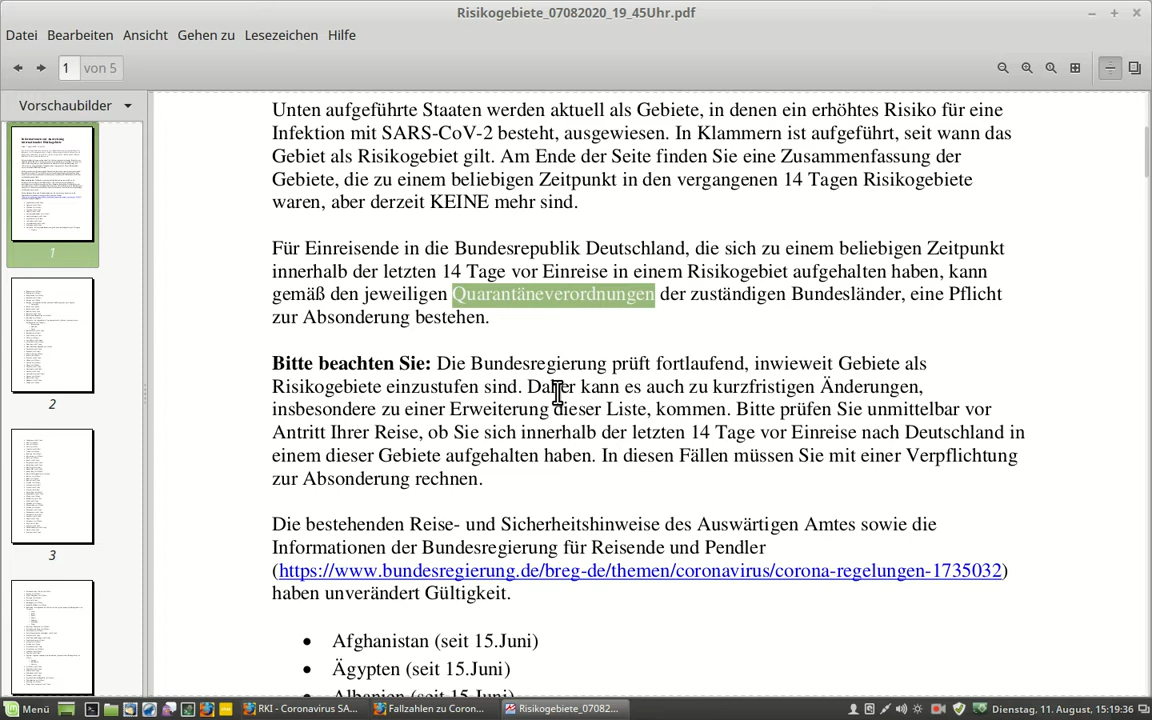 Risikogebiete_07082020_19_45Uhr.pdf
Datei Bearbeiten Ansicht Gehen zu Lesezeichen Hilfe
1 von 5
Vorschaubilder
1
2
3
Unten aufgeführte Staaten werden aktuell als Gebiete, in denen ein erhöhtes Risiko für eine
Infektion mit SARS-CoV-2 besteht, ausgewiesen. In Klammern ist aufgeführt, seit wann das
Gebiet als Risikogebiet gilt. Am Ende der Seite finden Sie eine Zusammenfassung der
Gebiete, die zu einem beliebigen Zeitpunkt in den vergangenen 14 Tagen Risikogebiete
waren, aber derzeit KEINE mehr sind.
Für Einreisende in die Bundesrepublik Deutschland, die sich zu einem beliebigen Zeitpunkt
innerhalb der letzten 14 Tage vor Einreise in einem Risikogebiet aufgehalten haben, kann
gemäß den jeweiligen Quarantäneverordnungen der zuständigen Bundesländer, eine Pflicht
zur Absonderung bestehen.
Bitte beachten Sie: Die Bundesregierung prüft fortlaufend, inwieweit Gebiete als
Risikogebiete einzustufen sind. Daher kann es auch zu kurzfristigen Änderungen,
insbesondere zu einer Erweiterung dieser Liste, kommen. Bitte prüfen Sie unmittelbar vor
Antritt Ihrer Reise, ob Sie sich innerhalb der letzten 14 Tage vor Einreise nach Deutschland in
einem dieser Gebiete aufgehalten haben. In diesen Fällen müssen Sie mit einer Verpflichtung
zur Absonderung rechnen.
Die bestehenden Reise- und Sicherheitshinweise des Auswärtigen Amtes sowie die
Informationen der Bundesregierung für Reisende und Pendler
(https://www.bundesregierung.de/breg-de/themen/coronavirus/corona-regelungen-1735032)
haben unverändert Gültigkeit.
• Afghanistan (seit 15.Juni)
• Ägypten (seit 15.Juni)
• Albanien (seit 15.Juni)
Menü RKI - Coronavirus SA... Fallzahlen zu Coron... Risikogebiete_07082... Dienstag, 11. August, 15:19:36